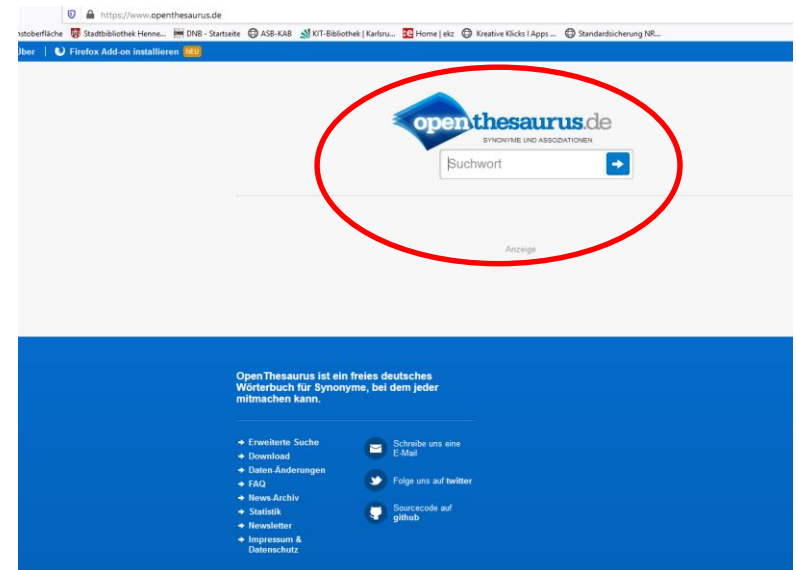 https://www.openthesaurus.de
nstoberfläche Stadtbibliothek Henne... DNB - Startseite ASB-KAB KIT-Bibliothek | Karlsru... Home | ekz Kreative Klicks I Apps ... Standardsicherung NR...
Über | Firefox Add-on installieren NEU
openthesaurus.de
SYNONYME UND ASSOZIATIONEN
Suchwort
Anzeige
OpenThesaurus ist ein freies deutsches
Wörterbuch für Synonyme, bei dem jeder
mitmachen kann.
Erweiterte Suche
Download
Daten-Änderungen
FAQ
News-Archiv
Statistik
Newsletter
Impressum &
Datenschutz
Schreibe uns eine
E-Mail
Folge uns auf twitter
Sourcecode auf
github